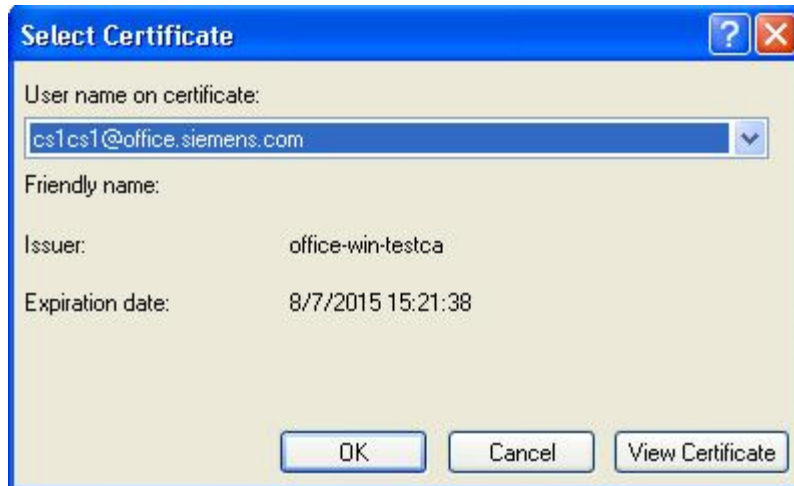 Select Certificate
?
User name on certificate:
cs1cs1@office.siemens.com
Friendly name:
Issuer: office-win-testca
Expiration date: 8/7/2015 15:21:38
OK Cancel View Certificate